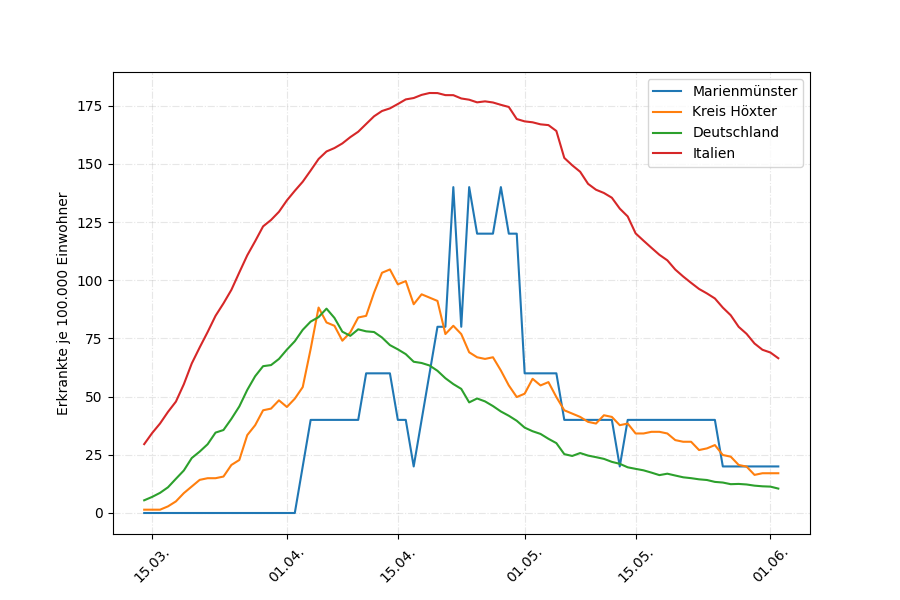 Erkrankte je 100.000 Einwohner
175
150
125
100
75
50
25
0
Marienmünster
Kreis Höxter
Deutschland
Italien
15.03.
01.04.
15.04.
01.05.
15.05.
01.06.